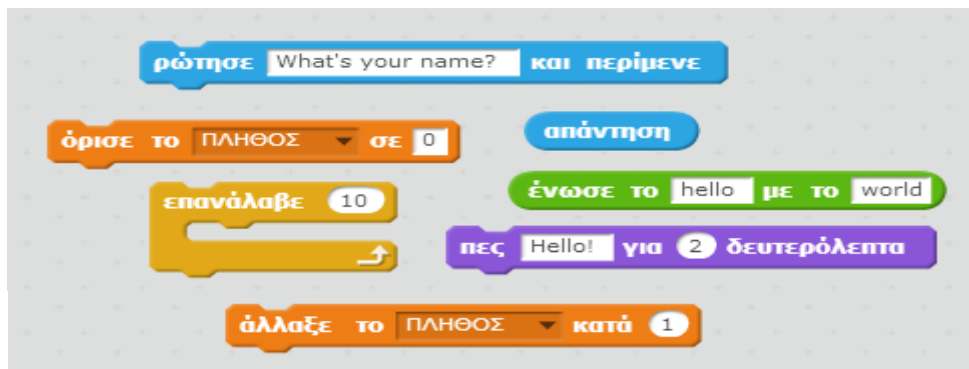 ρώτησε What's your name? και περίμενε
όρισε το ΠΛΗΘΟΣ σε 0
απάντηση
επανάλαβε 10
ένωσε το hello με το world
πες Hello! για 2 δευτερόλεπτα
άλλαξε το ΠΛΗΘΟΣ κατά 1